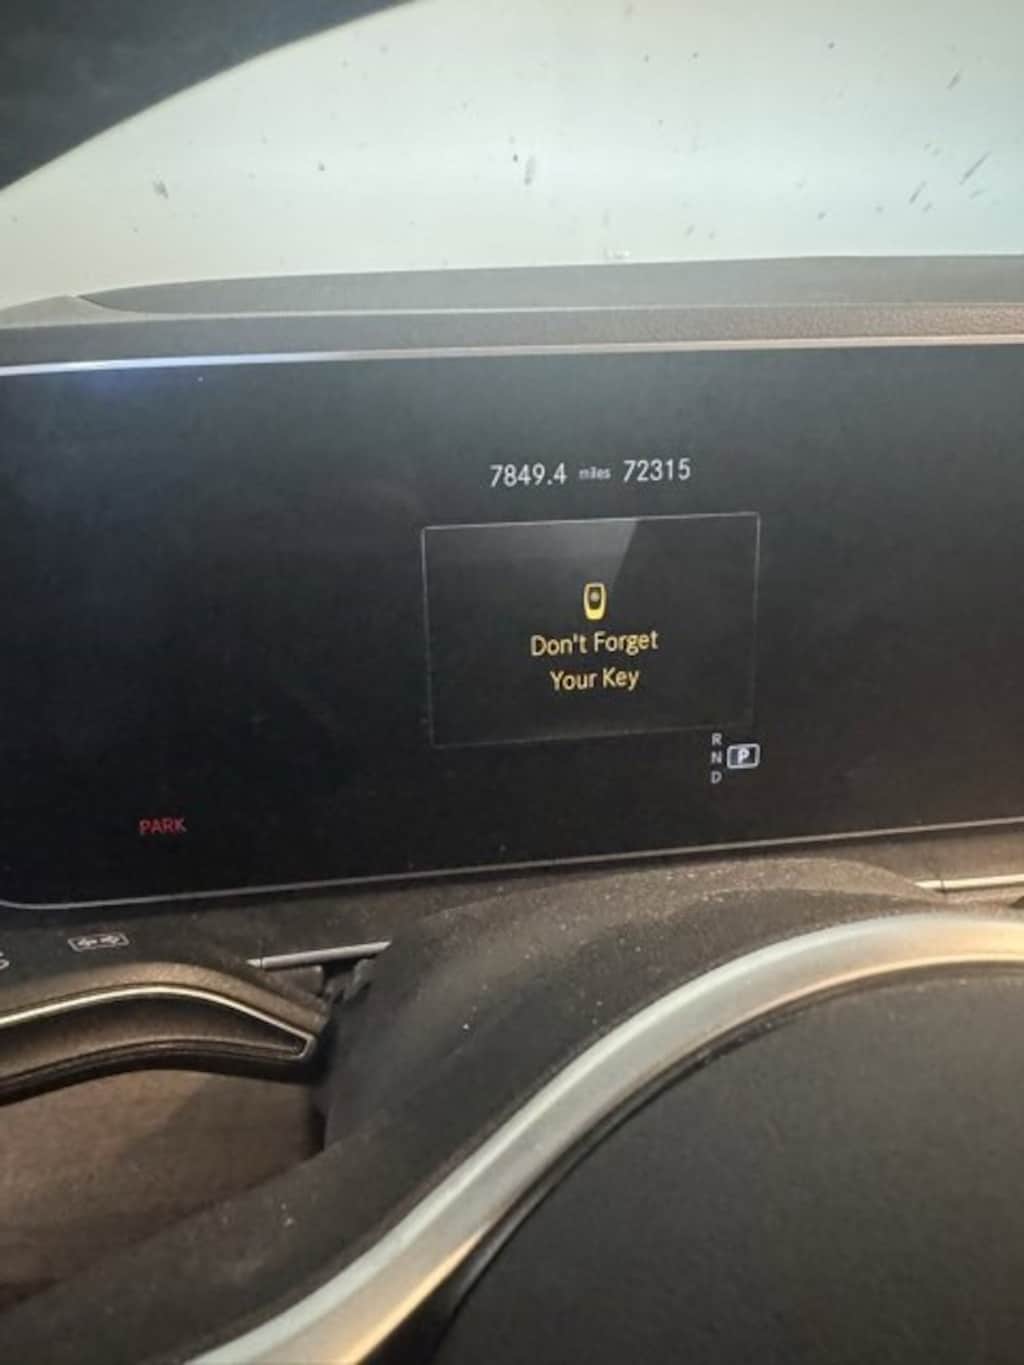 7849.4 miles 72315
Don't Forget
Your Key
R
N P
D
PARK